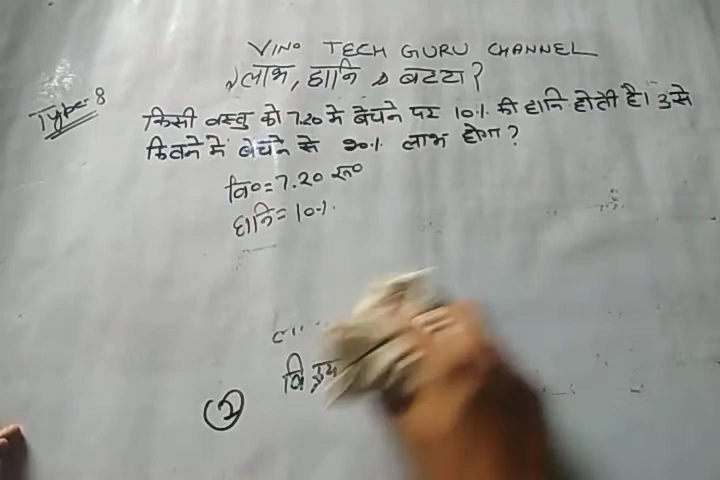 VINO TECH GURU CHANNEL
लाभ, हानि, बटटा?
Type-8
किसी वस्तु को 7.20 मे बेचने पर 10% की हानि होती है। उसे
कितने में बेचने से 20% लाभ होगा?
वि० = 7.20 रू०
हानि = 10%